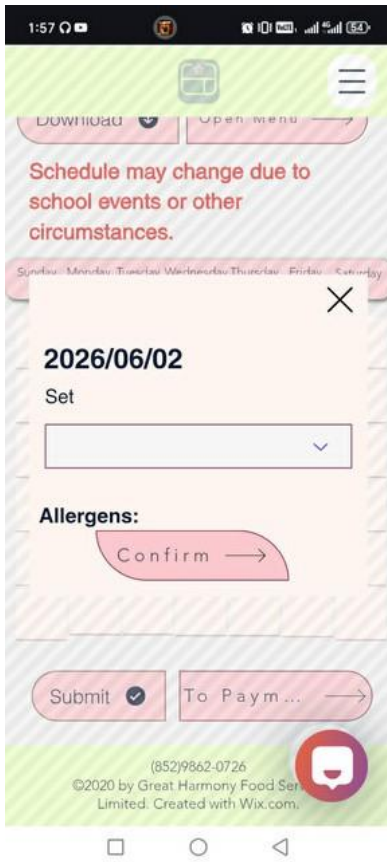 1:57
4G
54
Download
Open Menu
Schedule may change due to
school events or other
circumstances.
Sunday Monday Tuesday Wednesday Thursday Friday Saturday
2026/06/02
Set
Allergens:
Confirm
Submit
To Paym...
(852)9862-0726
©2020 by Great Harmony Food Ser
Limited. Created with Wix.com.